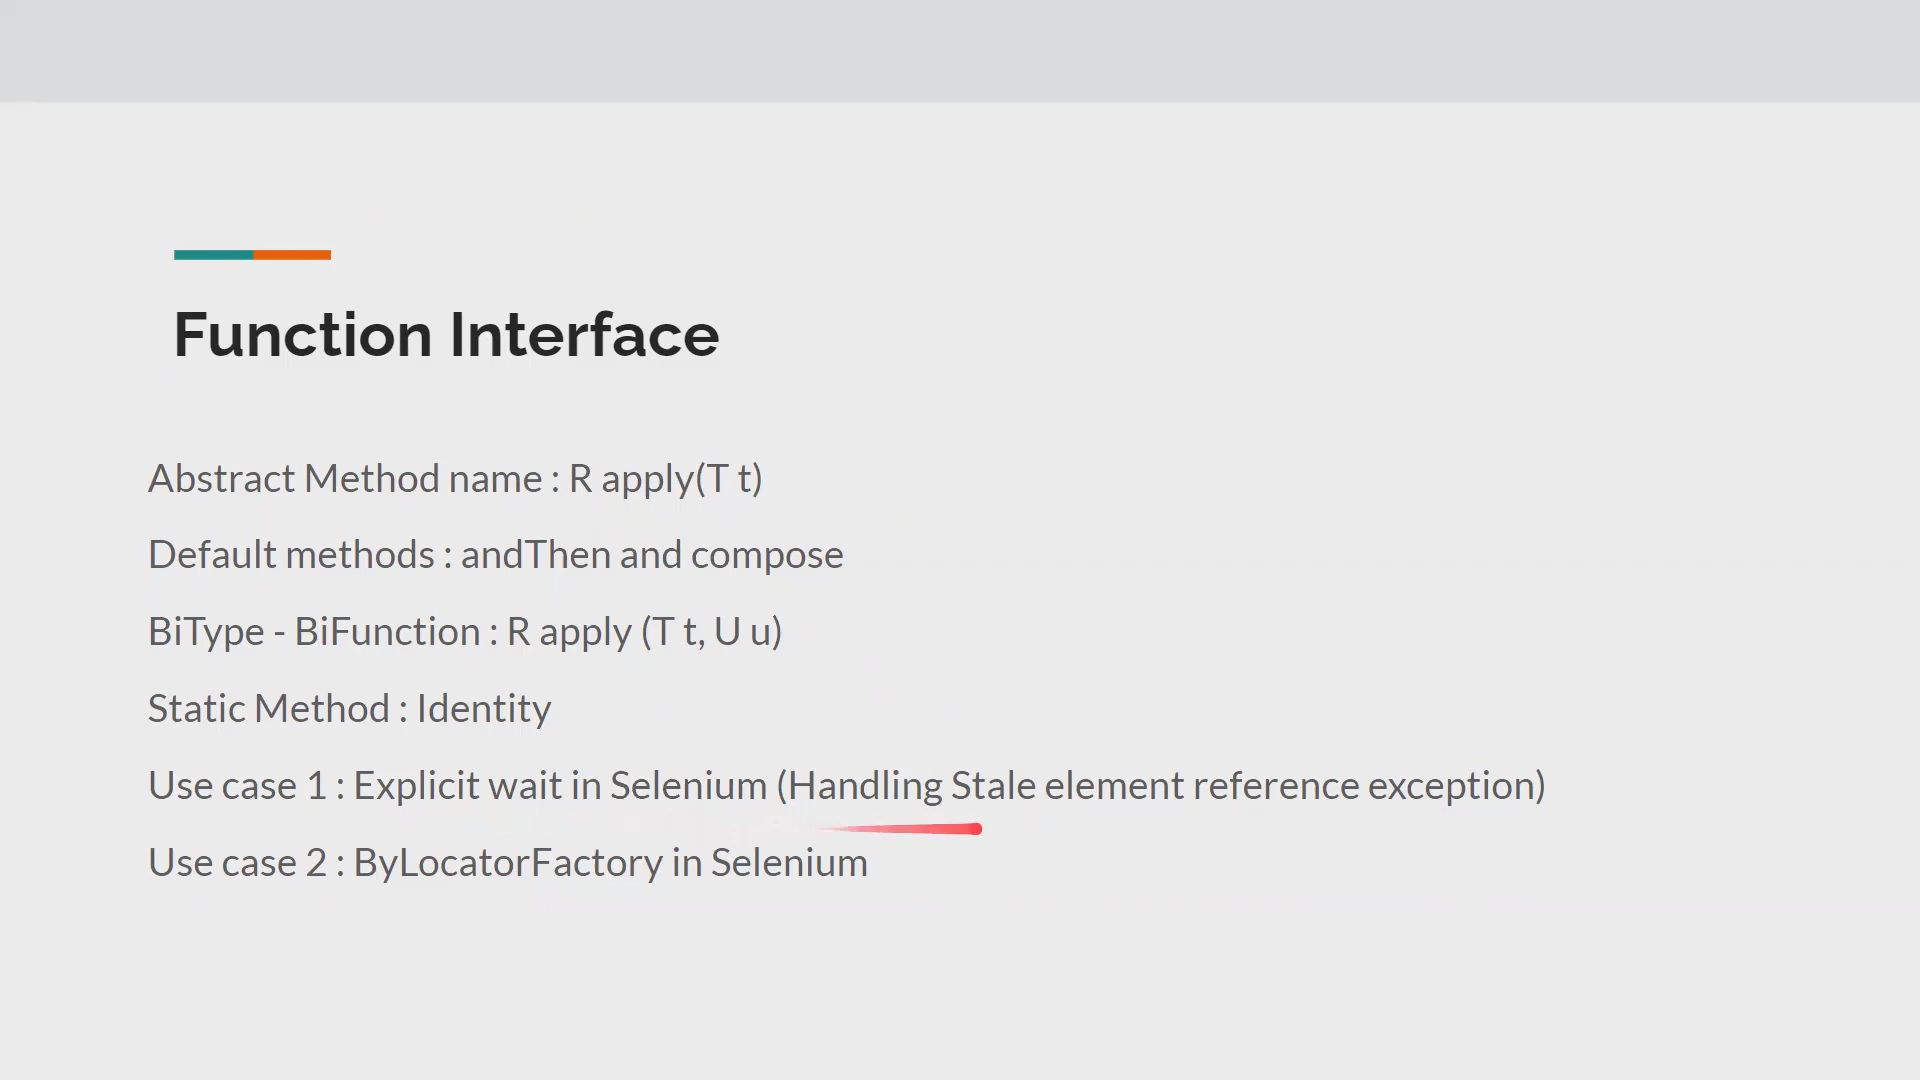 Function Interface
Abstract Method name : R apply(T t)
Default methods : andThen and compose
BiType - BiFunction : R apply (T t, U u)
Static Method : Identity
Use case 1 : Explicit wait in Selenium (Handling Stale element reference exception)
Use case 2 : ByLocatorFactory in Selenium